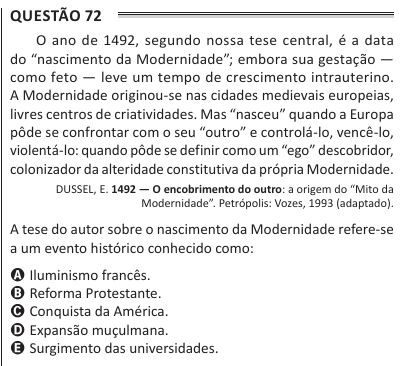 QUESTÃO 72
O ano de 1492, segundo nossa tese central, é a data
do “nascimento da Modernidade”; embora sua gestação —
como feto — leve um tempo de crescimento intrauterino.
A Modernidade originou-se nas cidades medievais europeias,
livres centros de criatividades. Mas “nasceu” quando a Europa
pôde se confrontar com o seu “outro” e controlá-lo, vencê-lo,
violentá-lo: quando pôde se definir como um “ego” descobridor,
colonizador da alteridade constitutiva da própria Modernidade.
DUSSEL, E. 1492 — O encobrimento do outro: a origem do “Mito da
Modernidade”. Petrópolis: Vozes, 1993 (adaptado).
A tese do autor sobre o nascimento da Modernidade refere-se
a um evento histórico conhecido como:
A Iluminismo francês.
B Reforma Protestante.
C Conquista da América.
D Expansão muçulmana.
E Surgimento das universidades.